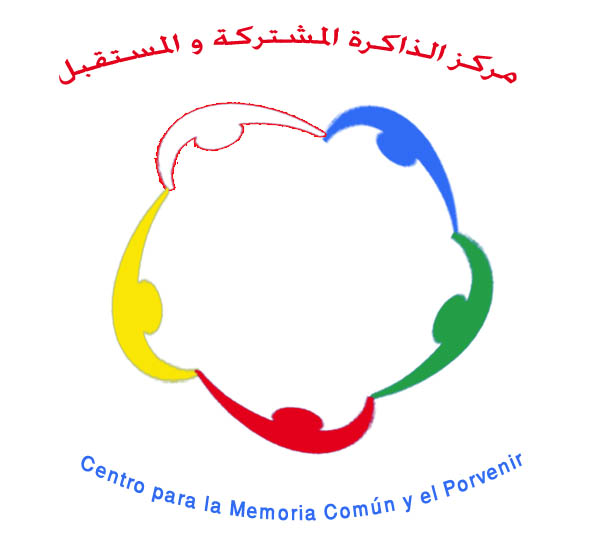 مركز الذاكرة المشتركة و المستقبل
Centro para la Memoria Común y el Porvenir